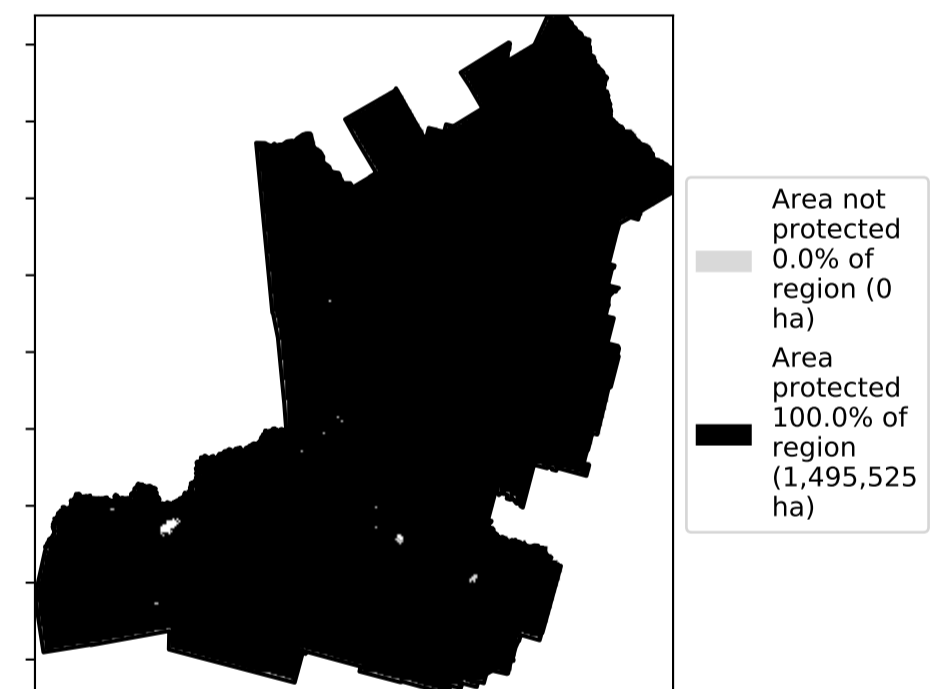 Area not
protected
0.0% of
region (0
ha)
Area
protected
100.0% of
region
(1,495,525
ha)